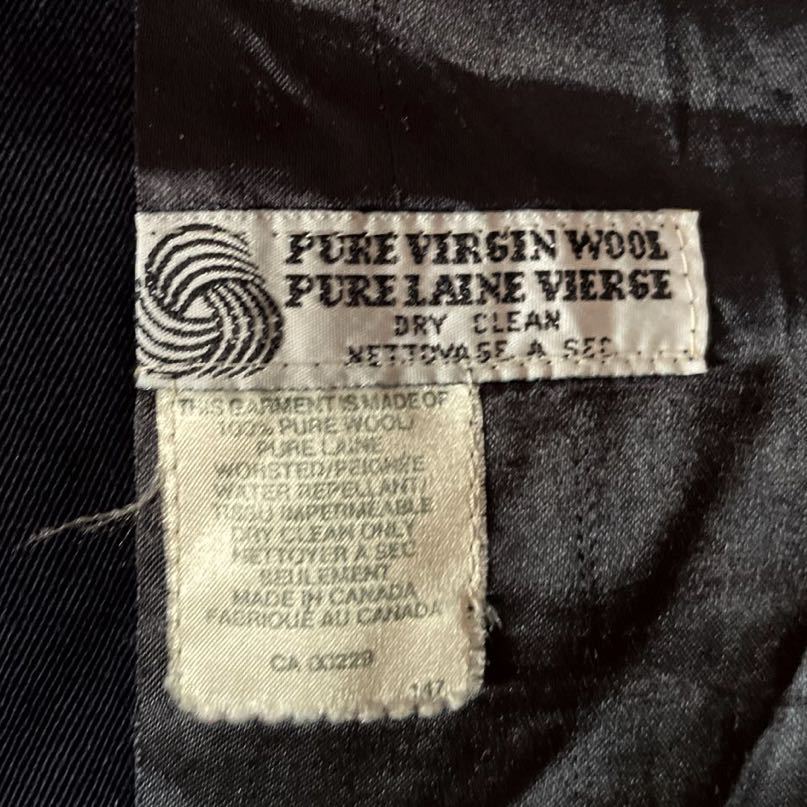 PURE VIRGIN WOOL
PURE LAINE VIERGE
DRY CLEAN
NETTOYAGE A SEC
THIS GARMENT IS MADE OF
100% PURE WOOL/
PURE LAINE
WORSTED/PEIGNÉE
WATER REPELLANT/
TISSU IMPERMEABLE
DRY CLEAN ONLY
NETTOYER A SEC
SEULEMENT
MADE IN CANADA
FABRIQUE AU CANADA
CA 00229
147